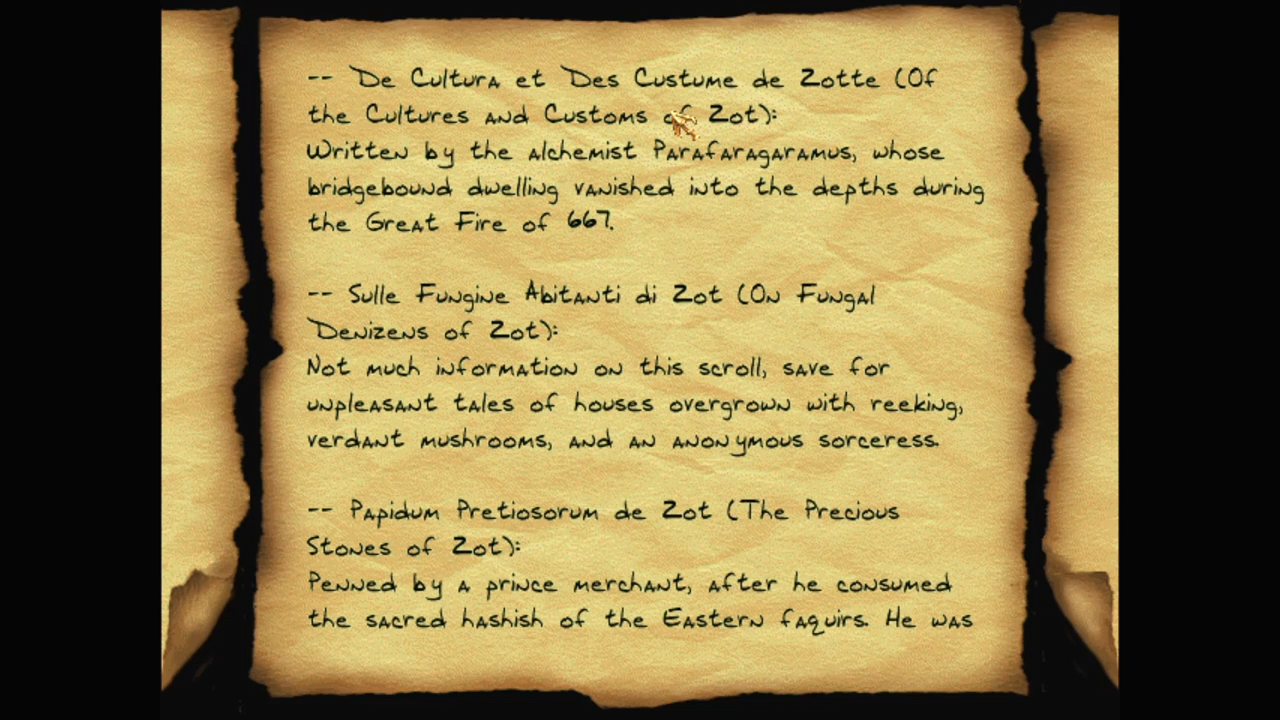 -- De Cultura et Des Custume de Zotte (Of
the Cultures and Customs of Zot):
Written by the alchemist Parafaragaramus, whose
bridgebound dwelling vanished into the depths during
the Great Fire of 667.
-- Sulle Fungine Abitanti di Zot (On Fungal
Denizens of Zot):
Not much information on this scroll, save for
unpleasant tales of houses overgrown with reeking,
verdant mushrooms, and an anonymous sorceress.
-- Papidum Pretiosorum de Zot (The Precious
Stones of Zot):
Penned by a prince merchant, after he consumed
the sacred hashish of the Eastern faquirs. He was